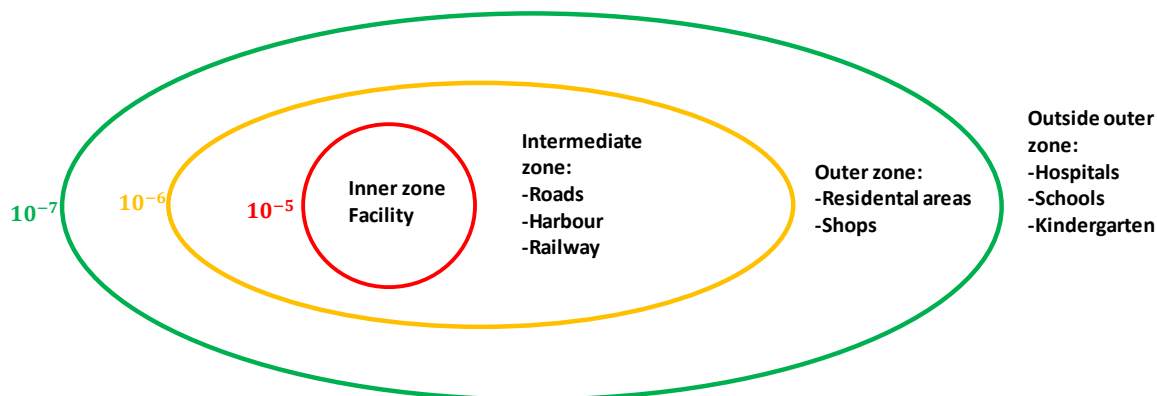 10⁻⁷
10⁻⁶
10⁻⁵
Inner zone
Facility
Intermediate
zone:
-Roads
-Harbour
-Railway
Outer zone:
-Residental areas
-Shops
Outside outer
zone:
-Hospitals
-Schools
-Kindergarten